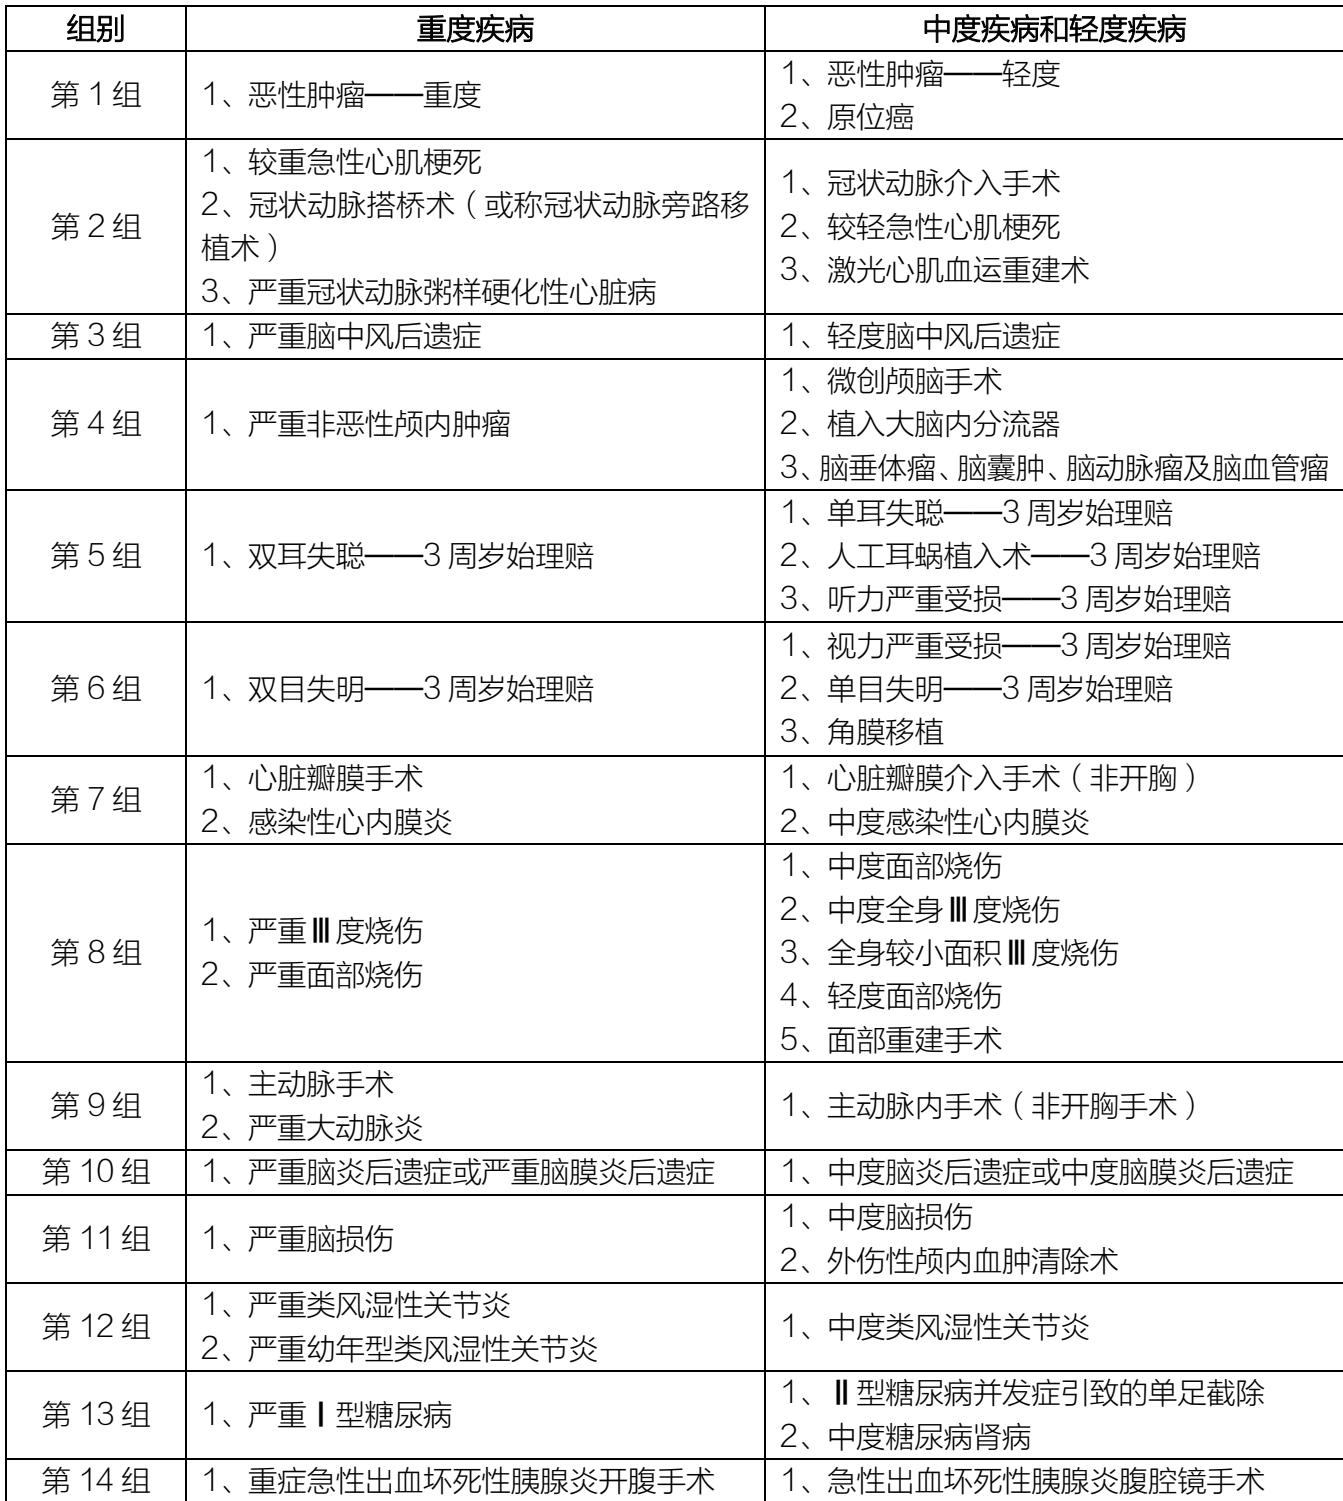 组别 重度疾病 中度疾病和轻度疾病
第 1 组
1、恶性肿瘤——重度
1、恶性肿瘤——轻度
2、原位癌
第 2 组
1、较重急性心肌梗死
2、冠状动脉搭桥术（或称冠状动脉旁路移
植术）
3、严重冠状动脉粥样硬化性心脏病
1、冠状动脉介入手术
2、较轻急性心肌梗死
3、激光心肌血运重建术
第 3 组
1、严重脑中风后遗症
1、轻度脑中风后遗症
第 4 组
1、严重非恶性颅内肿瘤
1、微创颅脑手术
2、植入大脑内分流器
3、脑垂体瘤、脑囊肿、脑动脉瘤及脑血管瘤
第 5 组
1、双耳失聪——3 周岁始理赔
1、单耳失聪——3 周岁始理赔
2、人工耳蜗植入术——3 周岁始理赔
3、听力严重受损——3 周岁始理赔
第 6 组
1、双目失明——3 周岁始理赔
1、视力严重受损——3 周岁始理赔
2、单目失明——3 周岁始理赔
3、角膜移植
第 7 组
1、心脏瓣膜手术
2、感染性心内膜炎
1、心脏瓣膜介入手术（非开胸）
2、中度感染性心内膜炎
第 8 组
1、严重Ⅲ度烧伤
2、严重面部烧伤
1、中度面部烧伤
2、中度全身Ⅲ度烧伤
3、全身较小面积Ⅲ度烧伤
4、轻度面部烧伤
5、面部重建手术
第 9 组
1、主动脉手术
2、严重大动脉炎
1、主动脉内手术（非开胸手术）
第 10 组
1、严重脑炎后遗症或严重脑膜炎后遗症
1、中度脑炎后遗症或中度脑膜炎后遗症
第 11 组
1、严重脑损伤
1、中度脑损伤
2、外伤性颅内血肿清除术
第 12 组
1、严重类风湿性关节炎
2、严重幼年型类风湿性关节炎
1、中度类风湿性关节炎
第 13 组
1、严重Ⅰ型糖尿病
1、Ⅱ型糖尿病并发症引致的单足截除
2、中度糖尿病肾病
第 14 组
1、重症急性出血坏死性胰腺炎开腹手术
1、急性出血坏死性胰腺炎腹腔镜手术